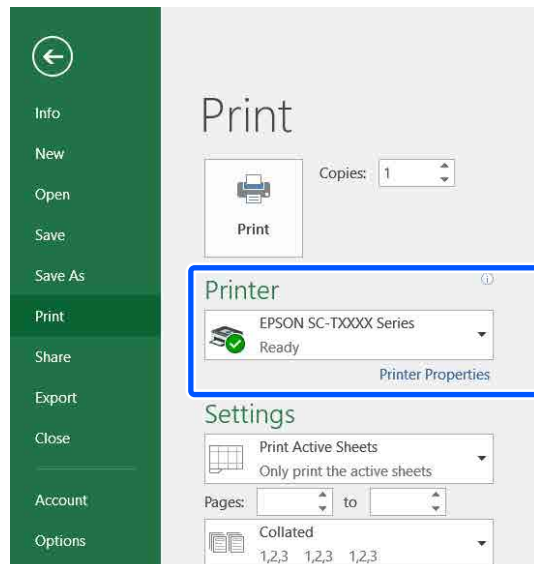 Info
New
Open
Save
Save As
Print
Share
Export
Close
Account
Options
Print
Copies: 1
Print
Printer
EPSON SC-TXXXX Series
Ready
Printer Properties
Settings
Print Active Sheets
Only print the active sheets
Pages: to
Collated
1,2,3 1,2,3 1,2,3